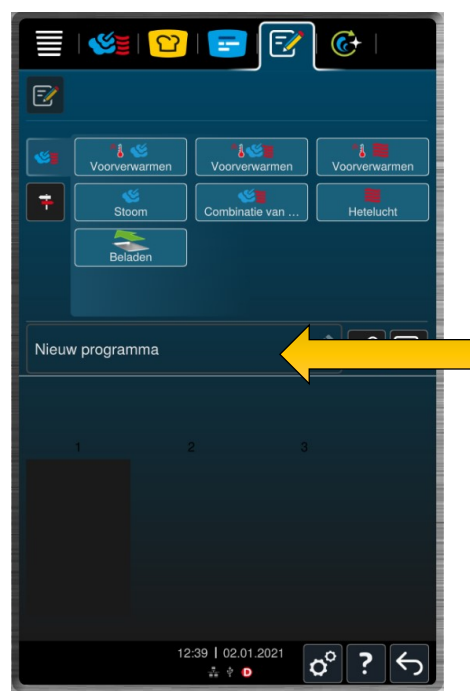 Voorverwarmen Voorverwarmen Voorverwarmen
Stoom Combinatie van ... Hetelucht
Beladen
Nieuw programma
1 2 3
12:39 | 02.01.2021
D
?